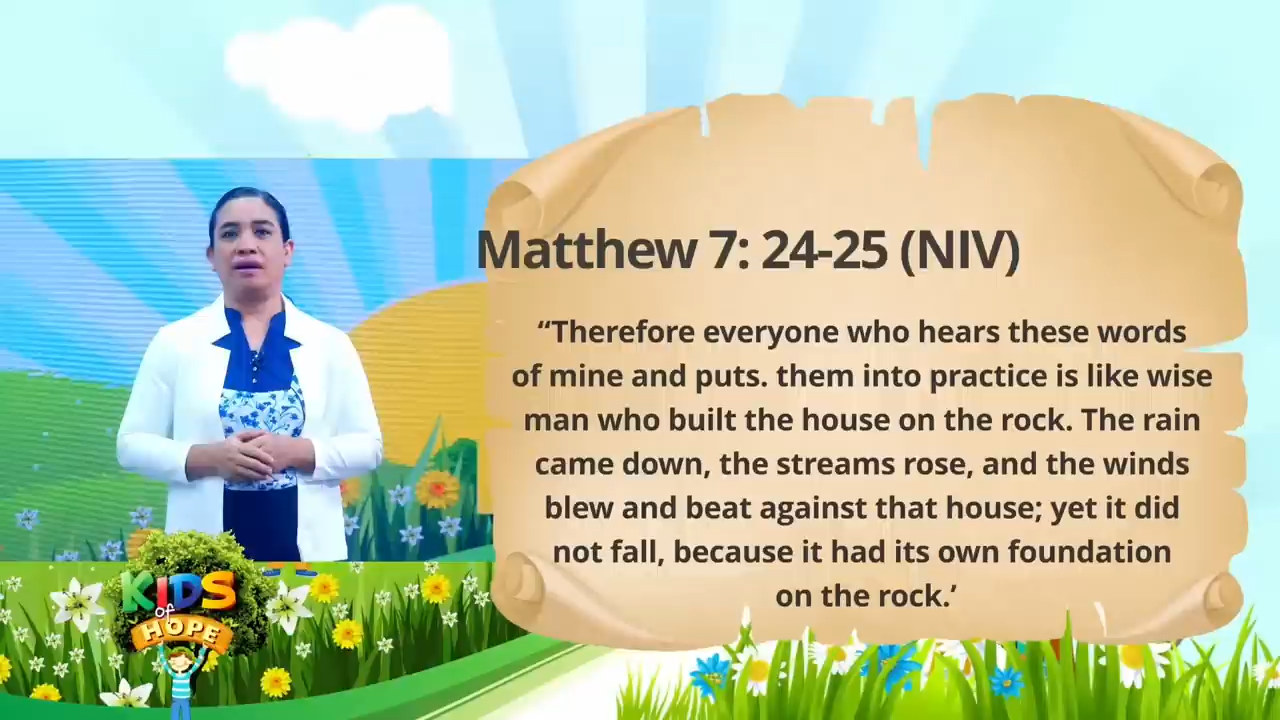 Matthew 7: 24-25 (NIV)
“Therefore everyone who hears these words
of mine and puts. them into practice is like wise
man who built the house on the rock. The rain
came down, the streams rose, and the winds
blew and beat against that house; yet it did
not fall, because it had its own foundation
on the rock.’
KIDS
of
HOPE